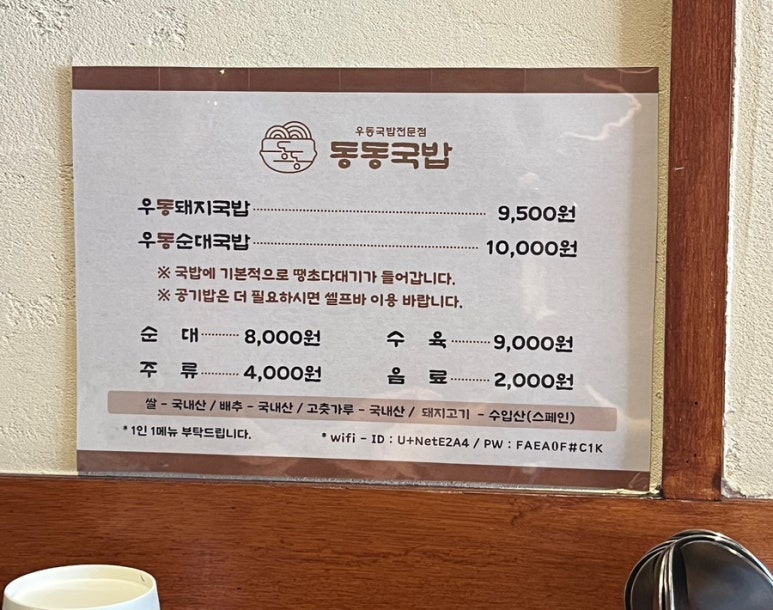 우동국밥전문점
동동국밥
우동돼지국밥 9,500원
우동순대국밥 10,000원
※ 국밥에 기본적으로 땡초다대기가 들어갑니다.
※ 공기밥은 더 필요하시면 셀프바 이용 바랍니다.
순 대 8,000원 수 육 9,000원
주 류 4,000원 음 료 2,000원
쌀 - 국내산 / 배추 - 국내산 / 고춧가루 - 국내산 / 돼지고기 - 수입산(스페인)
* 1인 1메뉴 부탁드립니다. * wifi - ID : U+NetE2A4 / PW : FAEA0F#C1K